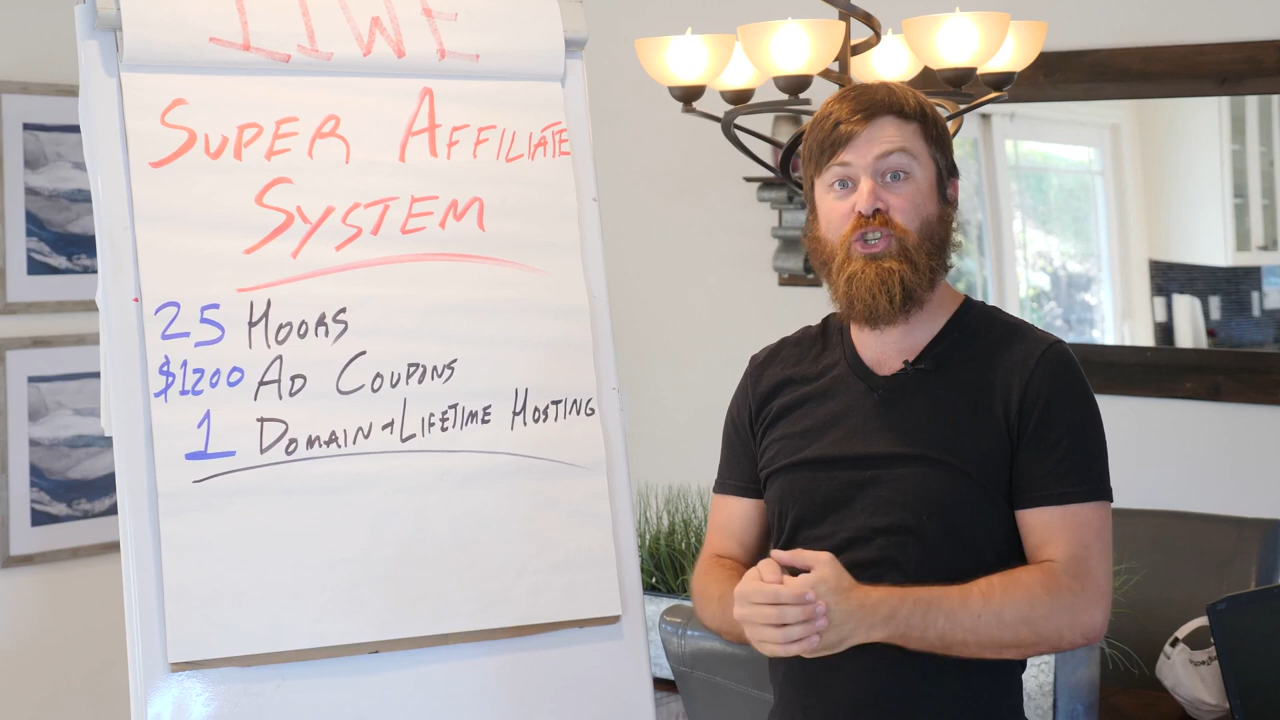 SUPER AFFILIATE
SYSTEM
25 HOURS
$1200 AD COUPONS
1 DOMAIN + LIFETIME HOSTING